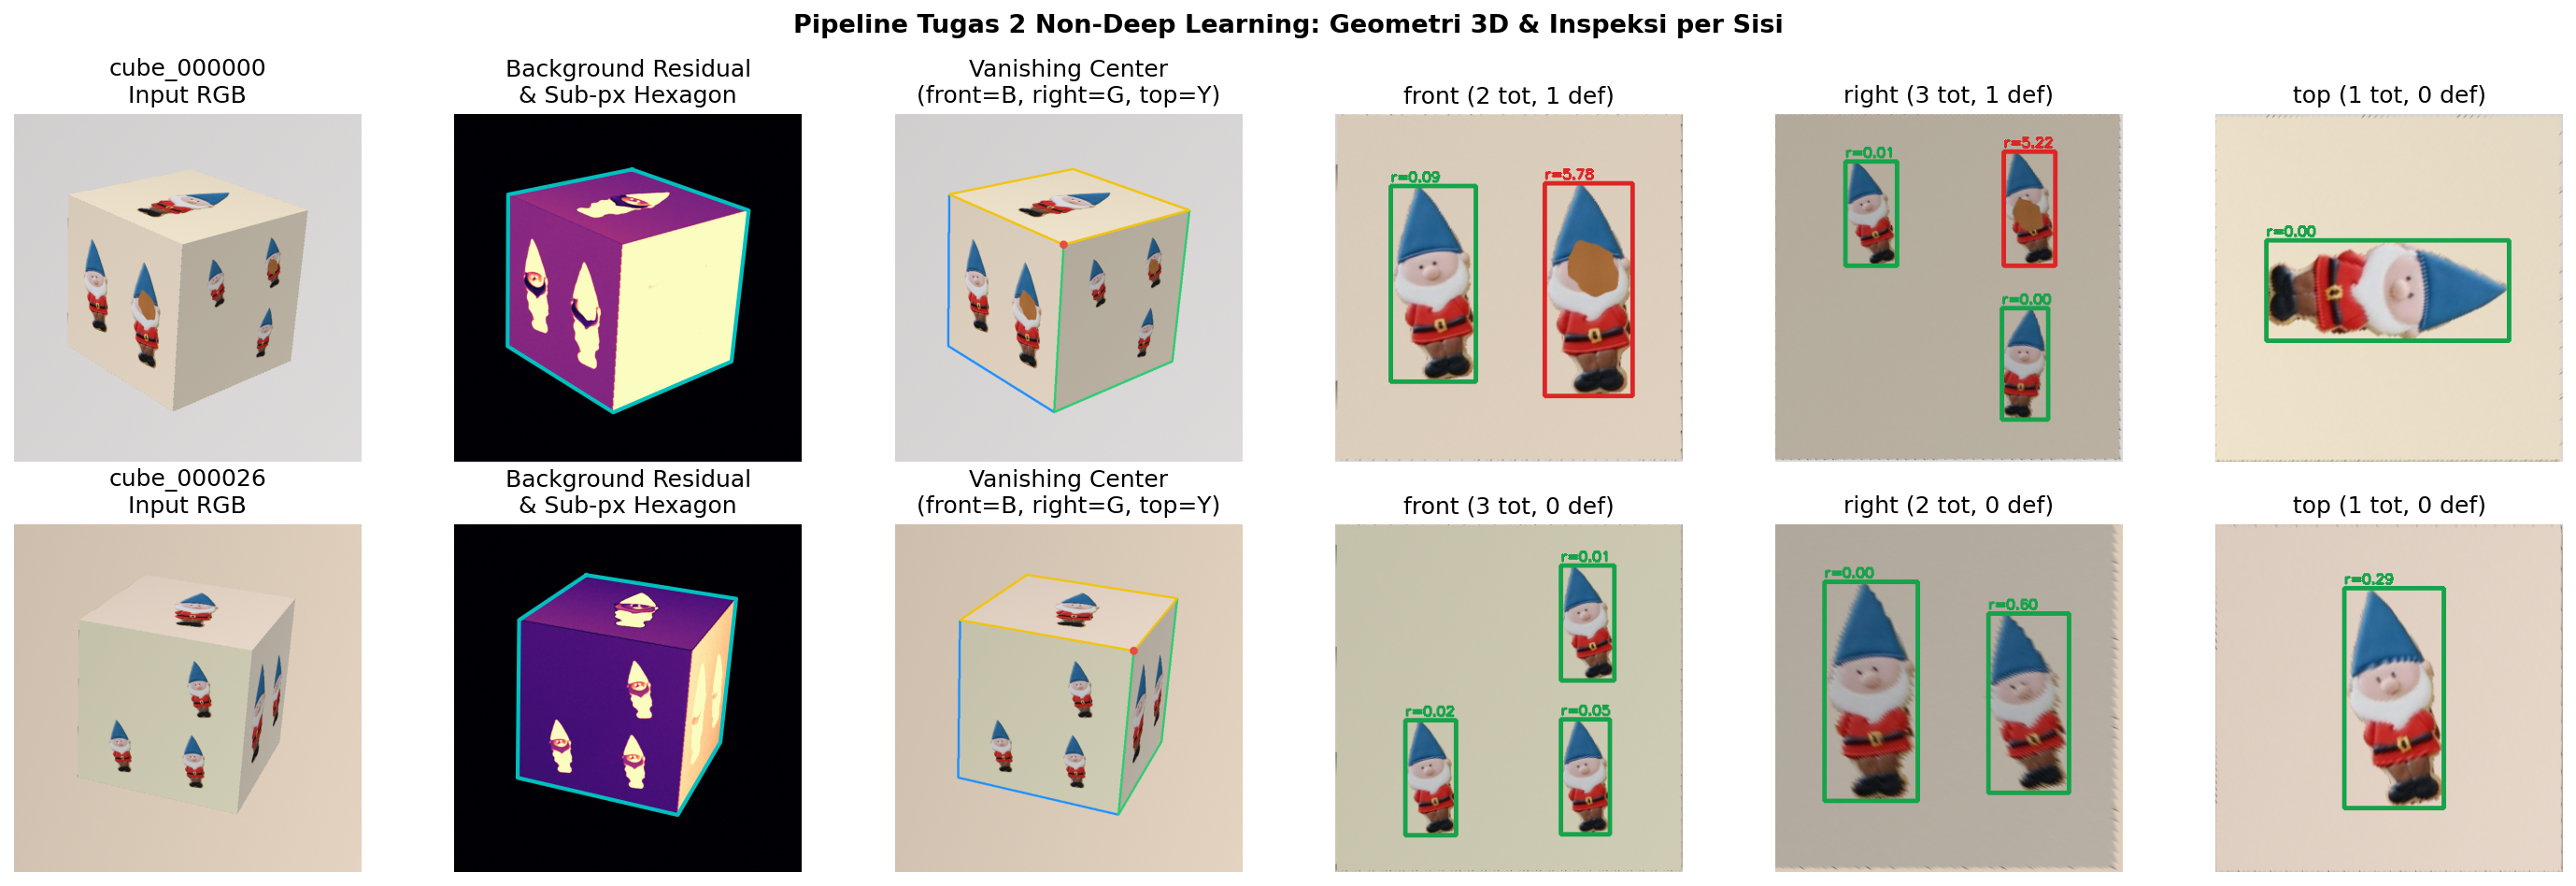 Pipeline Tugas 2 Non-Deep Learning: Geometri 3D & Inspeksi per Sisi
cube_000000
Input RGB
Background Residual
& Sub-px Hexagon
Vanishing Center
(front=B, right=G, top=Y)
front (2 tot, 1 def)
right (3 tot, 1 def)
top (1 tot, 0 def)
r=0.09
r=5.78
r=0.01
r=5.22
r=0.00
r=0.00
cube_000026
Input RGB
Background Residual
& Sub-px Hexagon
Vanishing Center
(front=B, right=G, top=Y)
front (3 tot, 0 def)
right (2 tot, 0 def)
top (1 tot, 0 def)
r=0.01
r=0.02
r=0.05
r=0.00
r=0.60
r=0.29